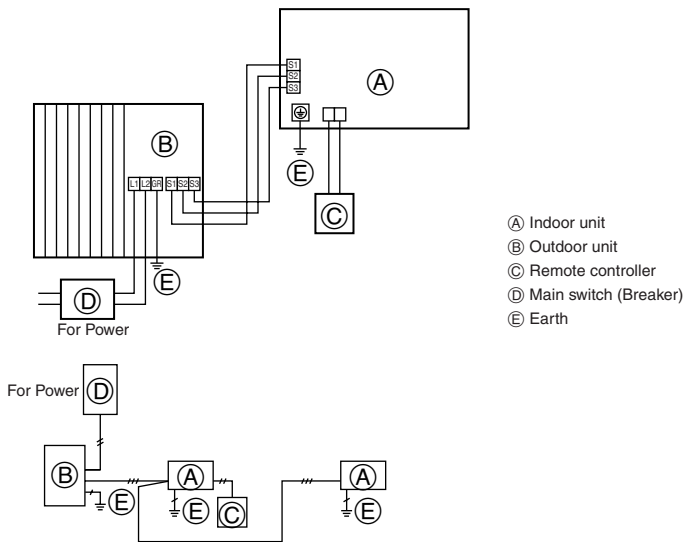 S1
S2
S3
A
B
E
L1 L2 GR S1 S2 S3
C
E
D
For Power
A Indoor unit
B Outdoor unit
C Remote controller
D Main switch (Breaker)
E Earth
For Power D
B
E
A
E
C
A
E